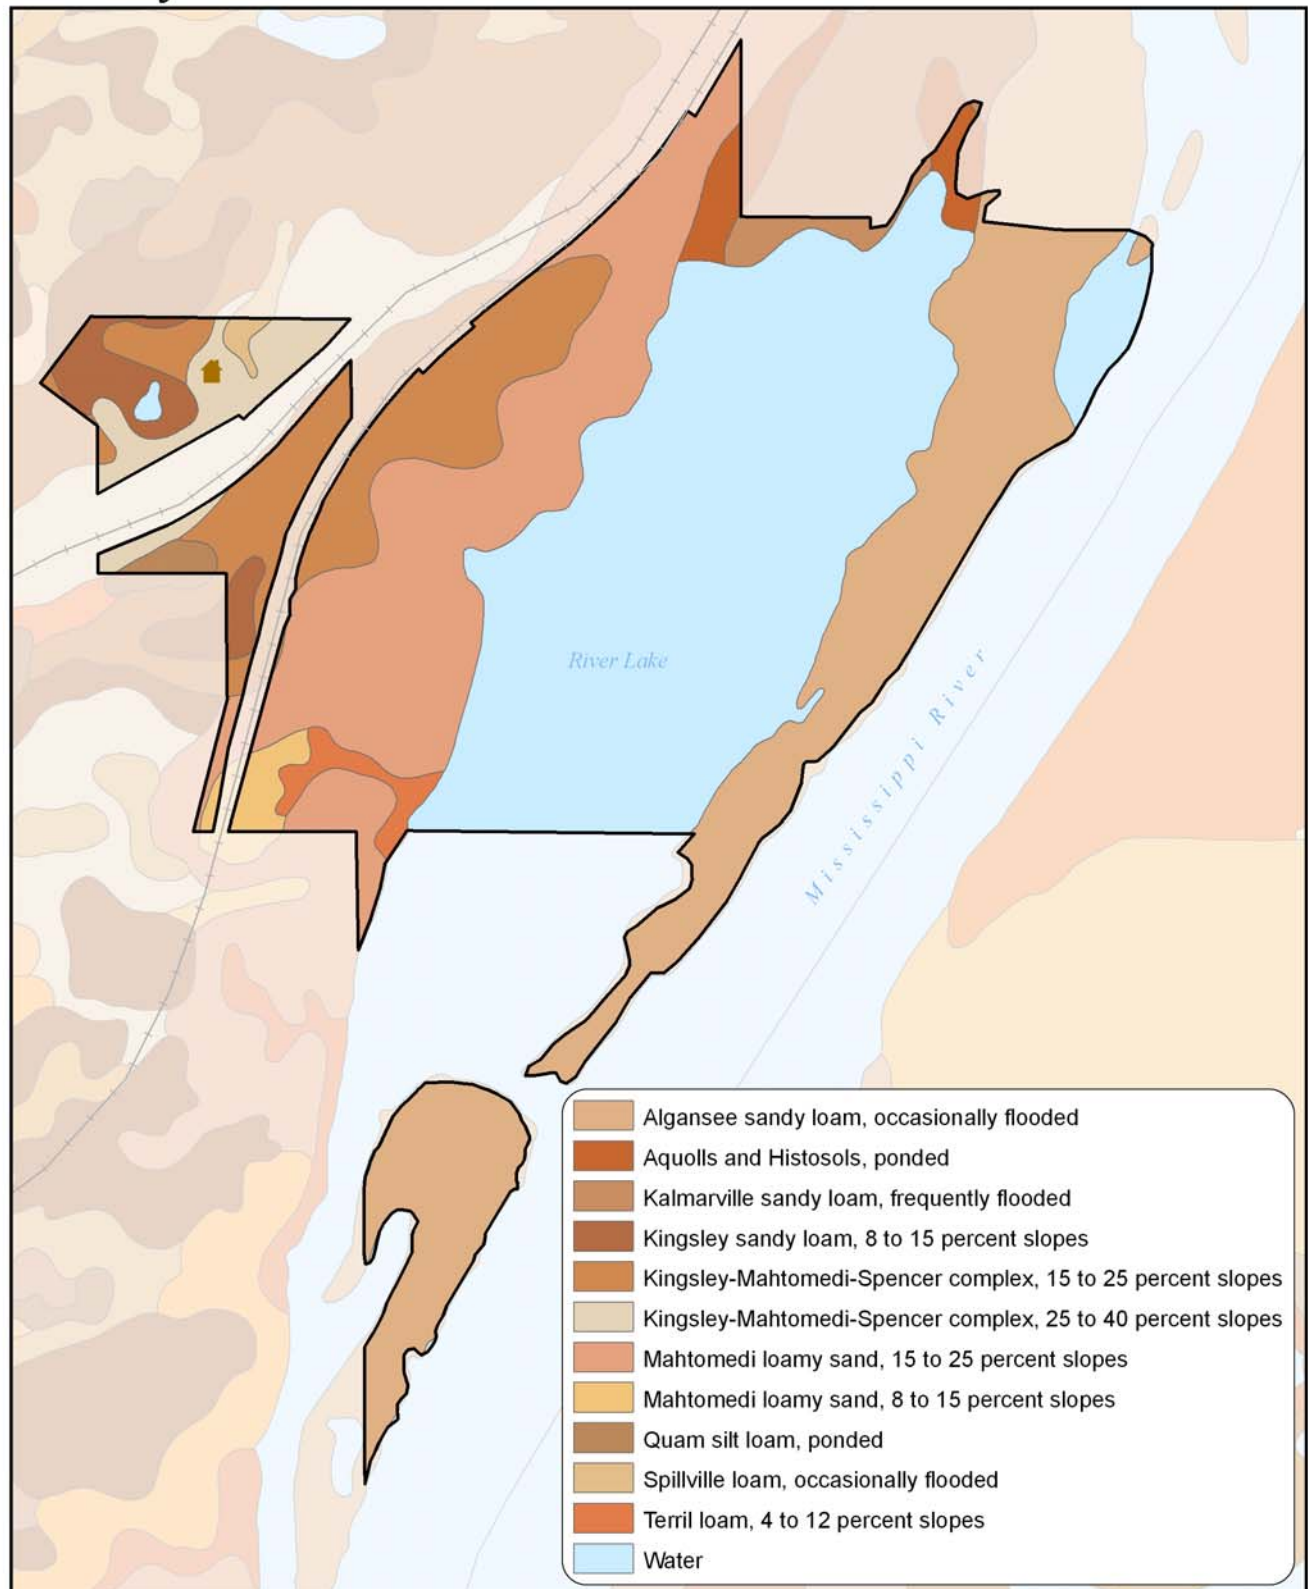 River Lake
Mississippi River
Algansee sandy loam, occasionally flooded
Aquolls and Histosols, ponded
Kalmarville sandy loam, frequently flooded
Kingsley sandy loam, 8 to 15 percent slopes
Kingsley-Mahtomedi-Spencer complex, 15 to 25 percent slopes
Kingsley-Mahtomedi-Spencer complex, 25 to 40 percent slopes
Mahtomedi loamy sand, 15 to 25 percent slopes
Mahtomedi loamy sand, 8 to 15 percent slopes
Quam silt loam, ponded
Spillville loam, occasionally flooded
Terril loam, 4 to 12 percent slopes
Water